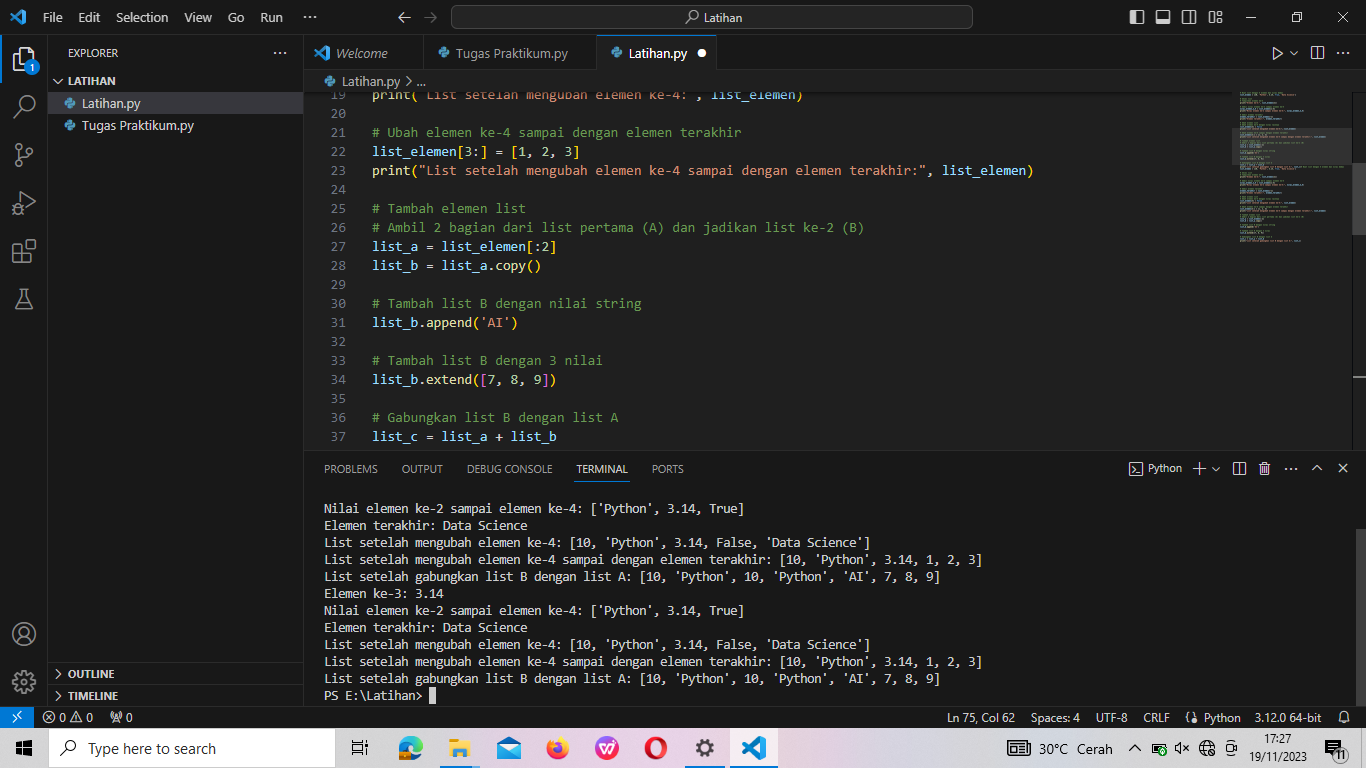 File Edit Selection View Go Run ··· Latihan
EXPLORER ···
LATIHAN
Latihan.py
Tugas Praktikum.py
OUTLINE
TIMELINE
1
Welcome Tugas Praktikum.py Latihan.py
Latihan.py > ...
19 print("List setelah mengubah elemen ke-4:", list_elemen)
20
21 # Ubah elemen ke-4 sampai dengan elemen terakhir
22 list_elemen[3:] = [1, 2, 3]
23 print("List setelah mengubah elemen ke-4 sampai dengan elemen terakhir:", list_elemen)
24
25 # Tambah elemen list
26 # Ambil 2 bagian dari list pertama (A) dan jadikan list ke-2 (B)
27 list_a = list_elemen[:2]
28 list_b = list_a.copy()
29
30 # Tambah list B dengan nilai string
31 list_b.append('AI')
32
33 # Tambah list B dengan 3 nilai
34 list_b.extend([7, 8, 9])
35
36 # Gabungkan list B dengan list A
37 list_c = list_a + list_b
PROBLEMS OUTPUT DEBUG CONSOLE TERMINAL PORTS Python
Nilai elemen ke-2 sampai elemen ke-4: ['Python', 3.14, True]
Elemen terakhir: Data Science
List setelah mengubah elemen ke-4: [10, 'Python', 3.14, False, 'Data Science']
List setelah mengubah elemen ke-4 sampai dengan elemen terakhir: [10, 'Python', 3.14, 1, 2, 3]
List setelah gabungkan list B dengan list A: [10, 'Python', 10, 'Python', 'AI', 7, 8, 9]
Elemen ke-3: 3.14
Nilai elemen ke-2 sampai elemen ke-4: ['Python', 3.14, True]
Elemen terakhir: Data Science
List setelah mengubah elemen ke-4: [10, 'Python', 3.14, False, 'Data Science']
List setelah mengubah elemen ke-4 sampai dengan elemen terakhir: [10, 'Python', 3.14, 1, 2, 3]
List setelah gabungkan list B dengan list A: [10, 'Python', 10, 'Python', 'AI', 7, 8, 9]
PS E:\Latihan>
0 0 0 Ln 75, Col 62 Spaces: 4 UTF-8 CRLF Python 3.12.0 64-bit
Type here to search 30°C Cerah 17:27
19/11/2023 11